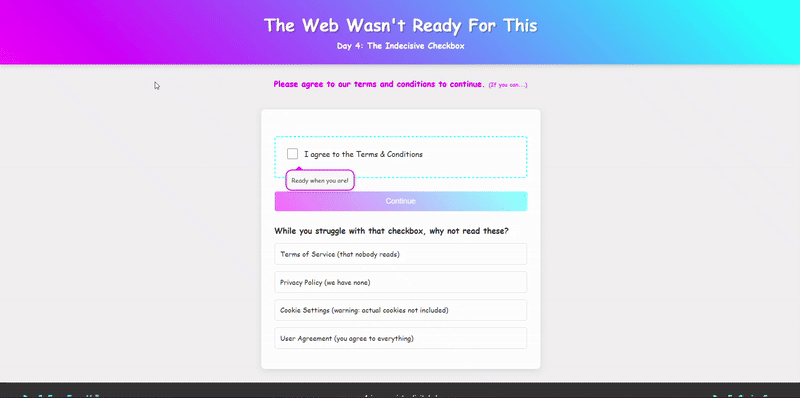 The Web Wasn't Ready For This
Day 4: The Indecisive Checkbox
Please agree to our terms and conditions to continue. (If you can...)
I agree to the Terms & Conditions
Ready when you are!
Continue
While you struggle with that checkbox, why not read these?
Terms of Service (that nobody reads)
Privacy Policy (we have none)
Cookie Settings (warning: actual cookies not included)
User Agreement (you agree to everything)